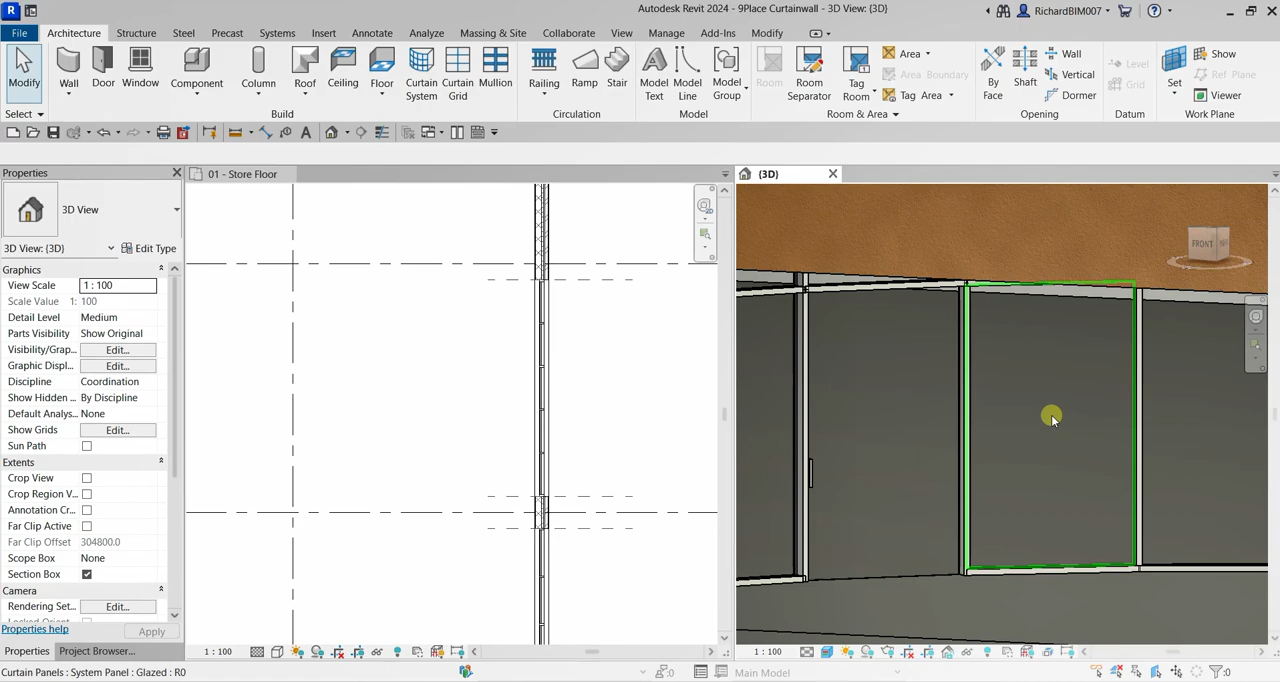 Autodesk Revit 2024 - 9Place Curtainwall - 3D View: {3D}
RichardBIM007
File Architecture Structure Steel Precast Systems Insert Annotate Analyze Massing & Site Collaborate View Manage Add-Ins Modify
Modify Wall Door Window Component Column Roof Ceiling Floor Curtain System Curtain Grid Mullion Railing Ramp Stair Model Text Model Line Model Group Room Room Separator Tag Room
Area
Area Boundary
Tag Area
By Face Shaft
Wall
Vertical
Dormer
Level
Grid
Set
Show
Ref Plane
Viewer
Select Build Circulation Model Room & Area Opening Datum Work Plane
Properties
01 - Store Floor
(3D)
3D View
3D View: {3D} Edit Type
Graphics
View Scale 1 : 100
Scale Value 1: 100
Detail Level Medium
Parts Visibility Show Original
Visibility/Grap... Edit...
Graphic Displ... Edit...
Discipline Coordination
Show Hidden ... By Discipline
Default Analys... None
Show Grids Edit...
Sun Path
Extents
Crop View
Crop Region V...
Annotation Cr...
Far Clip Active
Far Clip Offset 304800.0
Scope Box None
Section Box
Camera
Rendering Set... Edit...
Properties help Apply
Properties Project Browser...
1 : 100
1 : 100
FRONT
Curtain Panels : System Panel : Glazed : R0
:0
Main Model
:0